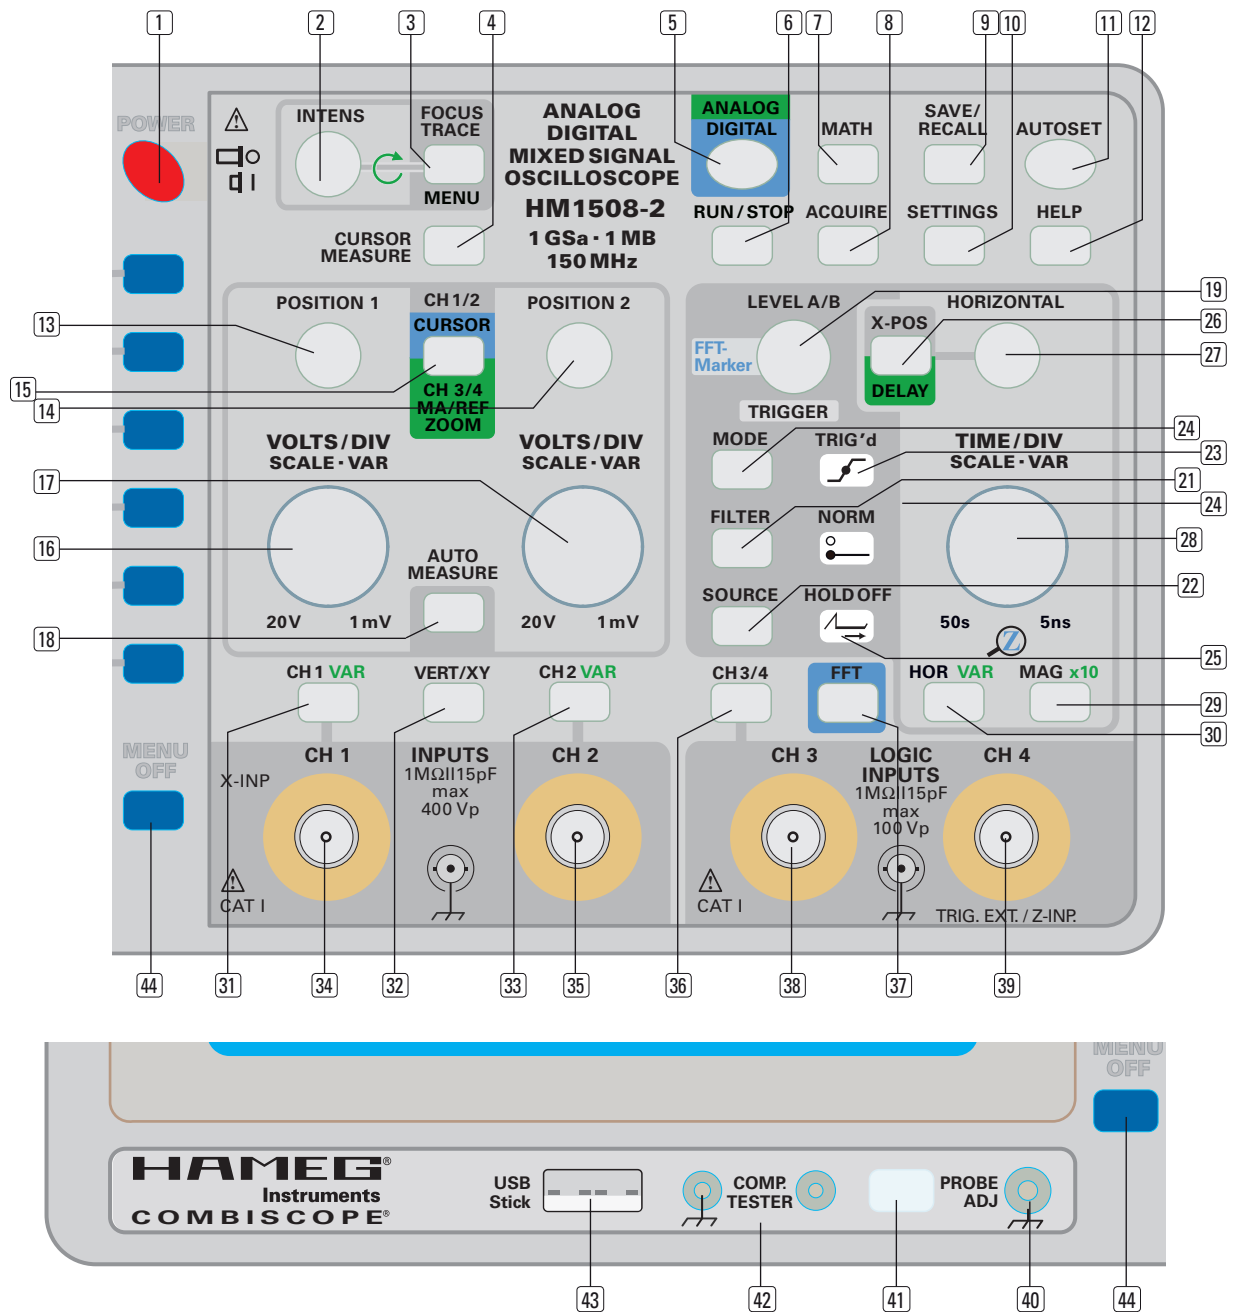 1 2 3 4 5 6 7 8 9 10 11 12
POWER
INTENS
FOCUS
TRACE
MENU
CURSOR
MEASURE
ANALOG
DIGITAL
MIXED SIGNAL
OSCILLOSCOPE
HM1508-2
1 GSa · 1 MB
150 MHz
ANALOG
DIGITAL
MATH
SAVE/
RECALL
AUTOSET
RUN / STOP
ACQUIRE
SETTINGS
HELP
13
15
14
17
16
18
POSITION 1
CH 1/2
CURSOR
CH 3/4
MA/REF
ZOOM
POSITION 2
VOLTS / DIV
SCALE · VAR
VOLTS / DIV
SCALE · VAR
AUTO
MEASURE
20V 1mV
20V 1mV
LEVEL A/B
FFT-
Marker
TRIGGER
X-POS
DELAY
HORIZONTAL
MODE
TRIG'd
FILTER
NORM
SOURCE
HOLD OFF
TIME / DIV
SCALE · VAR
50s 5ns
Z
19
26
27
24
23
21
24
28
22
25
29
30
CH 1 VAR
VERT/XY
CH 2 VAR
CH 3/4
FFT
HOR VAR
MAG x10
MENU
OFF
CH 1
X-INP
INPUTS
1MΩII15pF
max
400 Vp
CH 2
CAT I
CH 3
LOGIC
INPUTS
1MΩII15pF
max
100 Vp
CH 4
CAT I
TRIG. EXT. / Z-INP.
44 31 34 32 33 35 36 38 37 39
MENU
OFF
HAMEG®
Instruments
COMBISCOPE®
USB
Stick
COMP.
TESTER
PROBE
ADJ
43 42 41 40 44